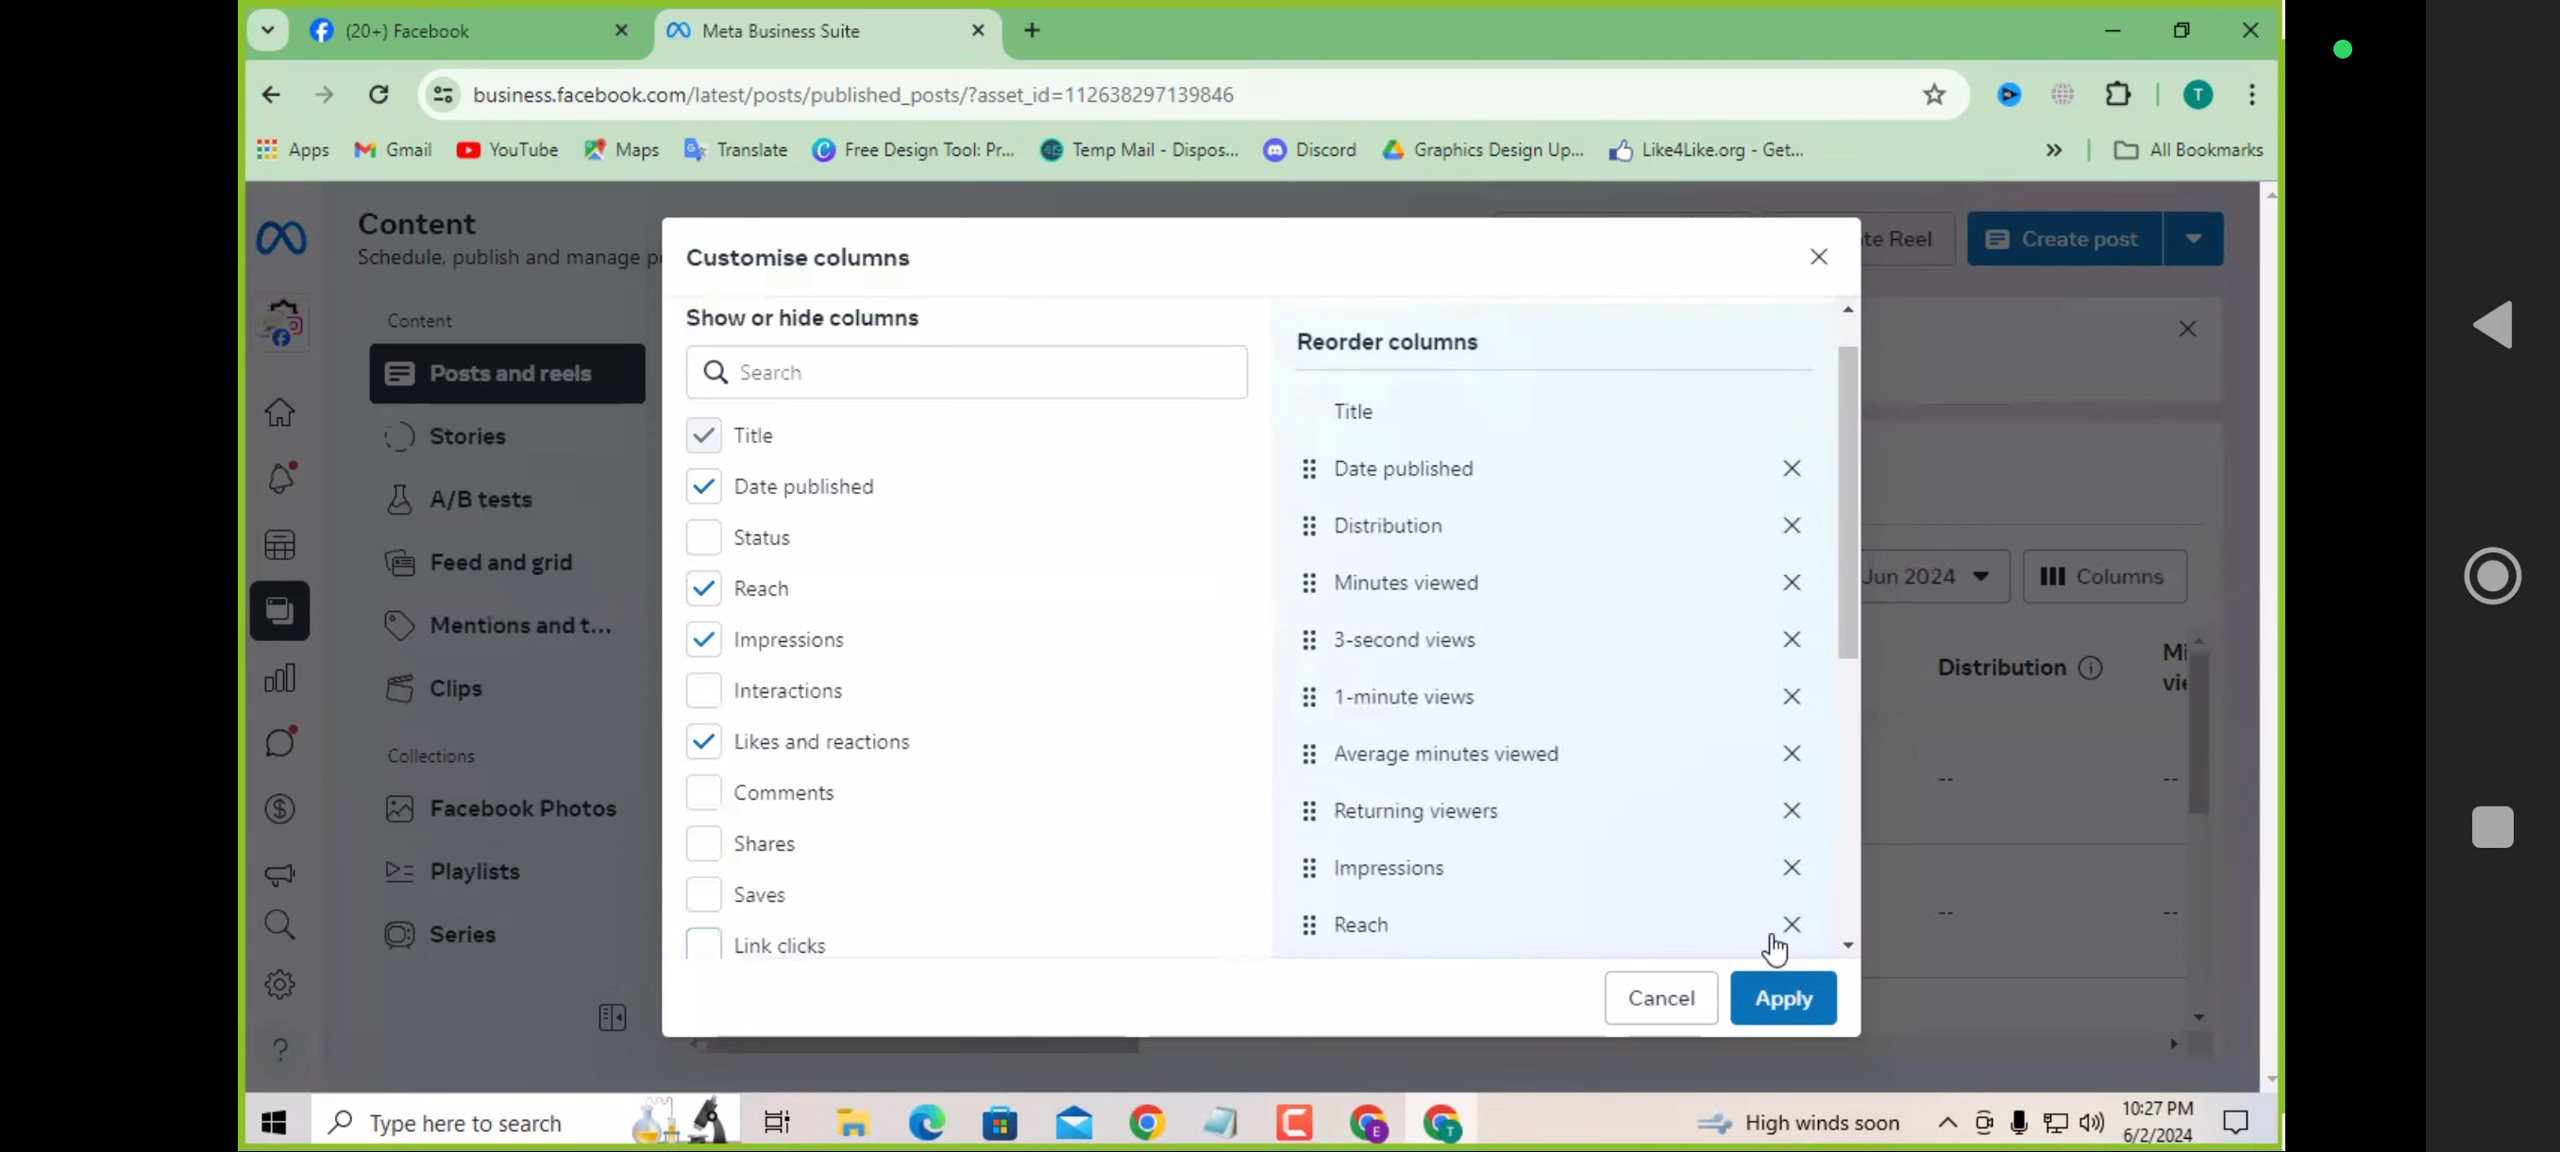 (20+) Facebook
Meta Business Suite
business.facebook.com/latest/posts/published_posts/?asset_id=112638297139846
T
Apps
Gmail
YouTube
Maps
Translate
Free Design Tool: Pr...
Temp Mail - Dispos...
Discord
Graphics Design Up...
Like4Like.org - Get...
All Bookmarks
Content
Schedule, publish and manage p
te Reel
Create post
Content
Posts and reels
Stories
A/B tests
Feed and grid
Mentions and t...
Clips
Collections
Facebook Photos
Playlists
Series
Customise columns
Show or hide columns
Search
Title
Date published
Status
Reach
Impressions
Interactions
Likes and reactions
Comments
Shares
Saves
Link clicks
Reorder columns
Title
Date published
Distribution
Minutes viewed
3-second views
1-minute views
Average minutes viewed
Returning viewers
Impressions
Reach
Cancel
Apply
Jun 2024
Columns
Distribution
Mi
vie
--
--
--
--
Type here to search
E
T
High winds soon
10:27 PM
6/2/2024